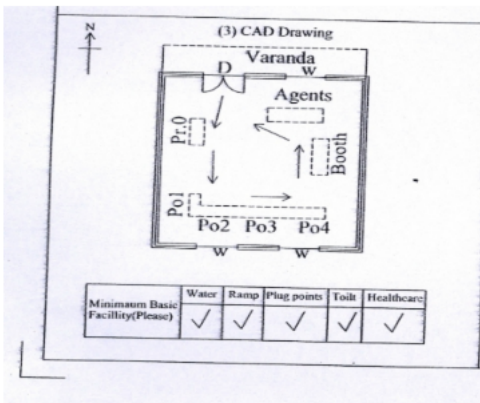 (3) CAD Drawing
N
Varanda
D
W
Agents
Pr.0
Booth
Po1
Po2 Po3 Po4
W
W
Water Ramp Plug points Toilt Healthcare
Minimaum Basic
Facillity(Please) ✓ ✓ ✓ ✓ ✓